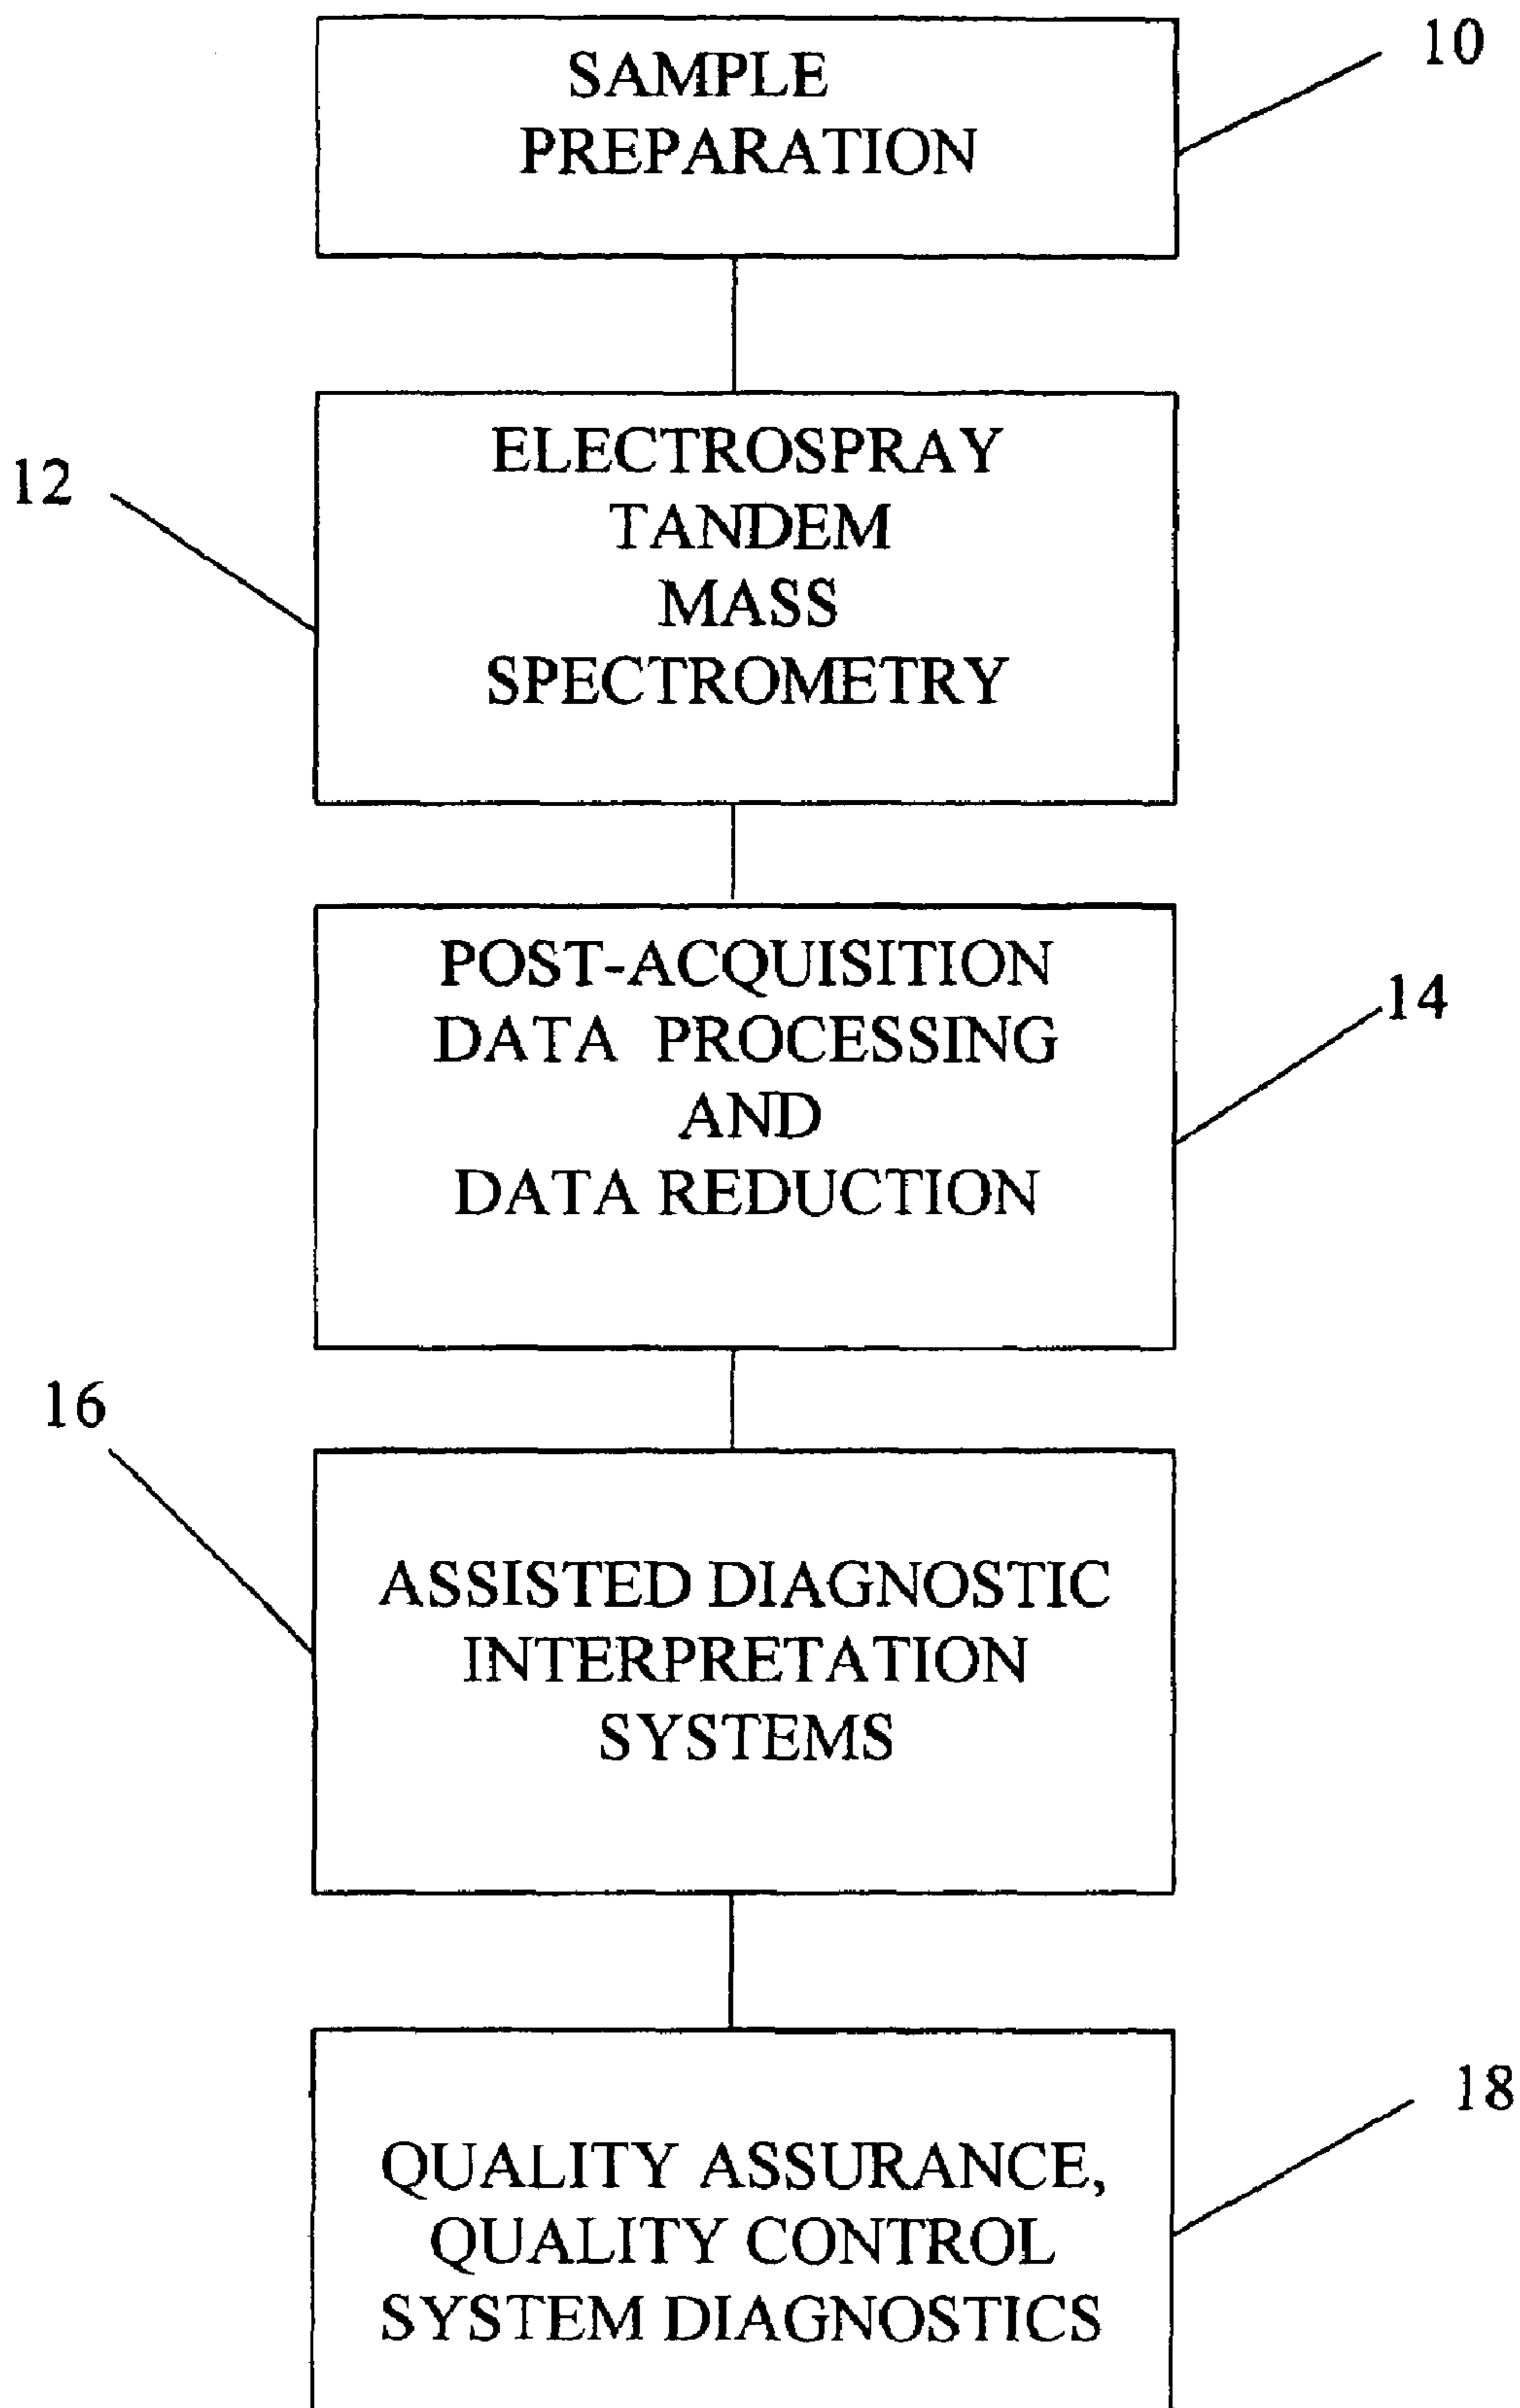 10
SAMPLE
PREPARATION
12
ELECTROSPRAY
TANDEM
MASS
SPECTROMETRY
14
POST-ACQUISITION
DATA PROCESSING
AND
DATA REDUCTION
16
ASSISTED DIAGNOSTIC
INTERPRETATION
SYSTEMS
18
QUALITY ASSURANCE,
QUALITY CONTROL
SYSTEM DIAGNOSTICS